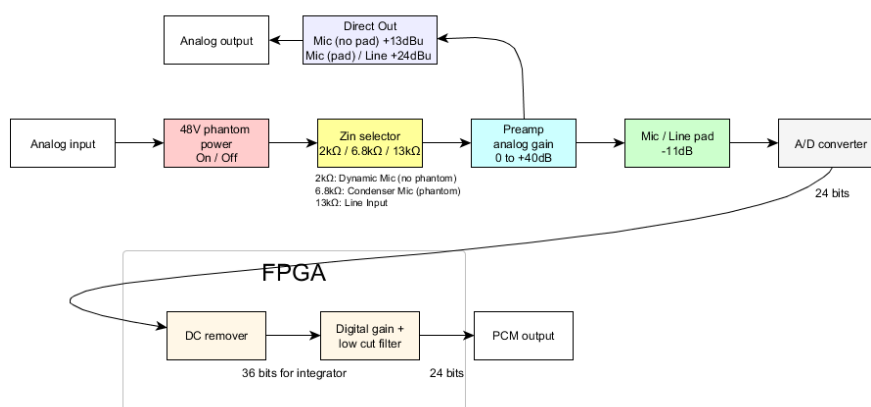 Analog output
Direct Out
Mic (no pad) +13dBu
Mic (pad) / Line +24dBu
Analog input
48V phantom
power
On / Off
Zin selector
2kΩ / 6.8kΩ / 13kΩ
Preamp
analog gain
0 to +40dB
Mic / Line pad
-11dB
A/D converter
2kΩ: Dynamic Mic (no phantom)
6.8kΩ: Condenser Mic (phantom)
13kΩ: Line Input
24 bits
FPGA
DC remover
Digital gain +
low cut filter
PCM output
36 bits for integrator
24 bits